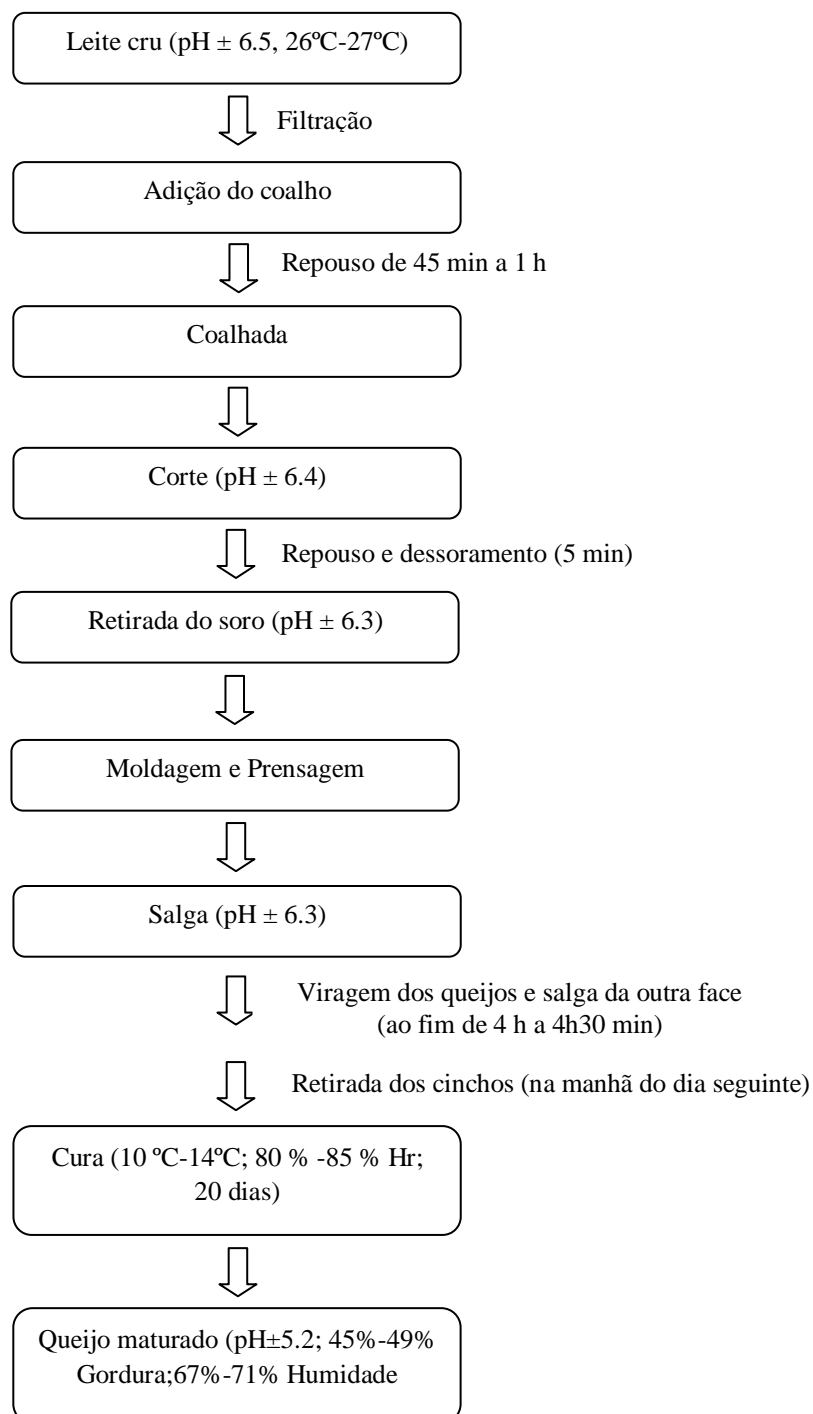 Leite cru (pH ± 6.5, 26ºC-27ºC)
Filtração
Adição do coalho
Repouso de 45 min a 1 h
Coalhada
Corte (pH ± 6.4)
Repouso e dessoramento (5 min)
Retirada do soro (pH ± 6.3)
Moldagem e Prensagem
Salga (pH ± 6.3)
Viragem dos queijos e salga da outra face
(ao fim de 4 h a 4h30 min)
Retirada dos cinchos (na manhã do dia seguinte)
Cura (10 ºC-14ºC; 80 % -85 % Hr;
20 dias)
Queijo maturado (pH±5.2; 45%-49%
Gordura;67%-71% Humidade